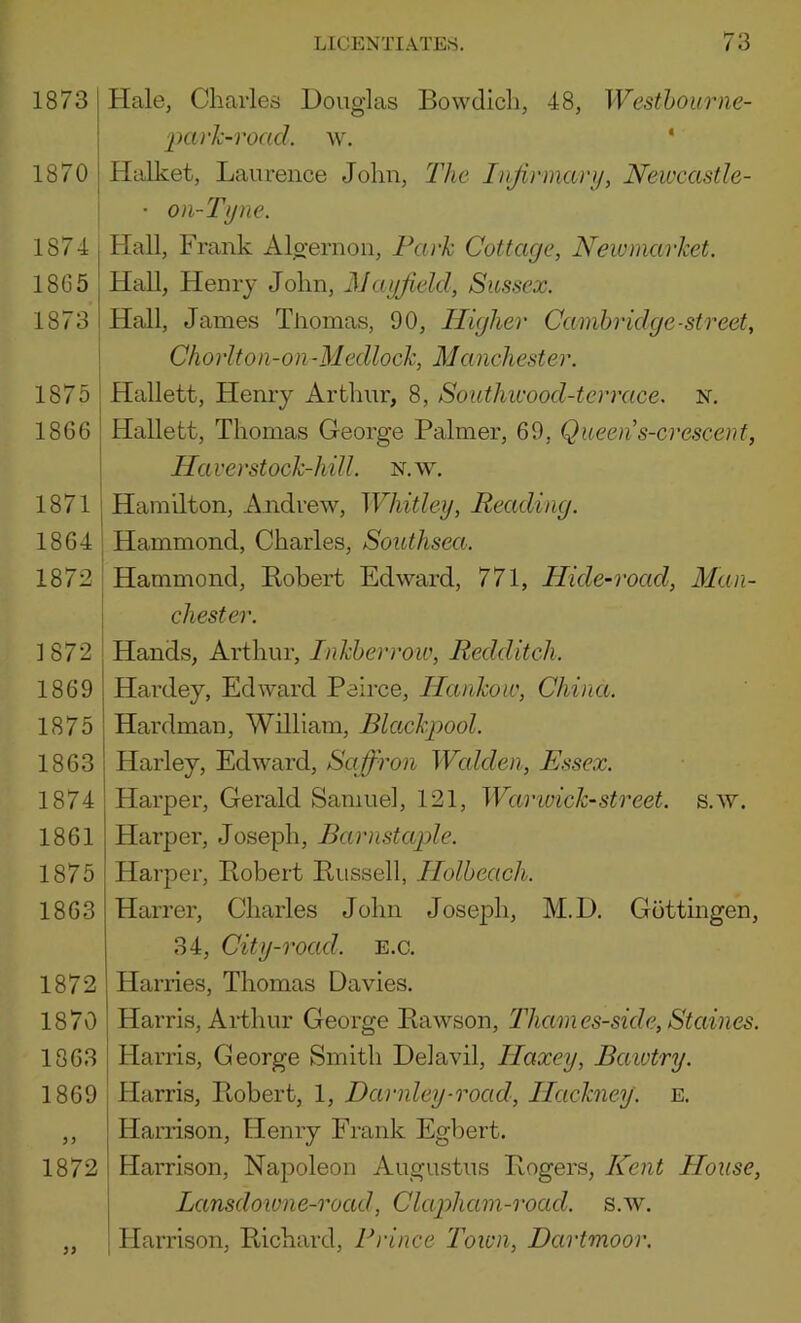 LICENTIATES. 73
1873 Hale, Charles Douglas Bowdich, 48, Westbourne-
park-road. W.
1870 Halket, Laurence John, The Infirmary, Newcastle-
on-Tyne.
1874 Hall, Frank Algernon, Park Cottage, Newmarket.
1865 Hall, Henry John, Mayfield, Sussex.
1873 Hall, James Thomas, 90, Higher Cambridge-street,
Chorlton-on-Medlock, Manchester.
1875 Hallett, Henry Arthur, 8, Southwood-terrace. N.
1866 Hallett, Thomas George Palmer, 69, Queen's-crescent,
Haverstock-hill. N.W.
1871 Hamilton, Andrew, Whitley, Reading.
1864 Hammond, Charles, Southsea.
1872 Hammond, Robert Edward, 771, Hide-road, Man-
chester.
1872 Hands, Arthur, Inkberrow, Redditch.
1869 Hardey, Edward Peirce, Hankow, China.
1875 Hardman, William, Blackpool.
1863 Harley, Edward, Saffron Walden, Essex.
1874 Harper, Gerald Samuel, 121, Warwick-street. S.W.
1861 Harper, Joseph, Barnstaple.
1875 Harper, Robert Russell, Holbeach.
1863 Harrer, Charles John Joseph, M.D. Göttingen,
34, City-road. E.C.
1872 Harries, Thomas Davies.
1870 Harris, Arthur George Rawson, Thames-side, Staines.
1863 Harris, George Smith Delavil, Haxey, Bawtry.
1869 Harris, Robert, 1, Darnley-road, Hackney. E.
„ Harrison, Henry Frank Egbert.
1872 Harrison, Napoleon Augustus Rogers, Kent House,
Lansdowne-road, Clapham-road. S.W.
„ Harrison, Richard, Prince Town, Dartmoor.